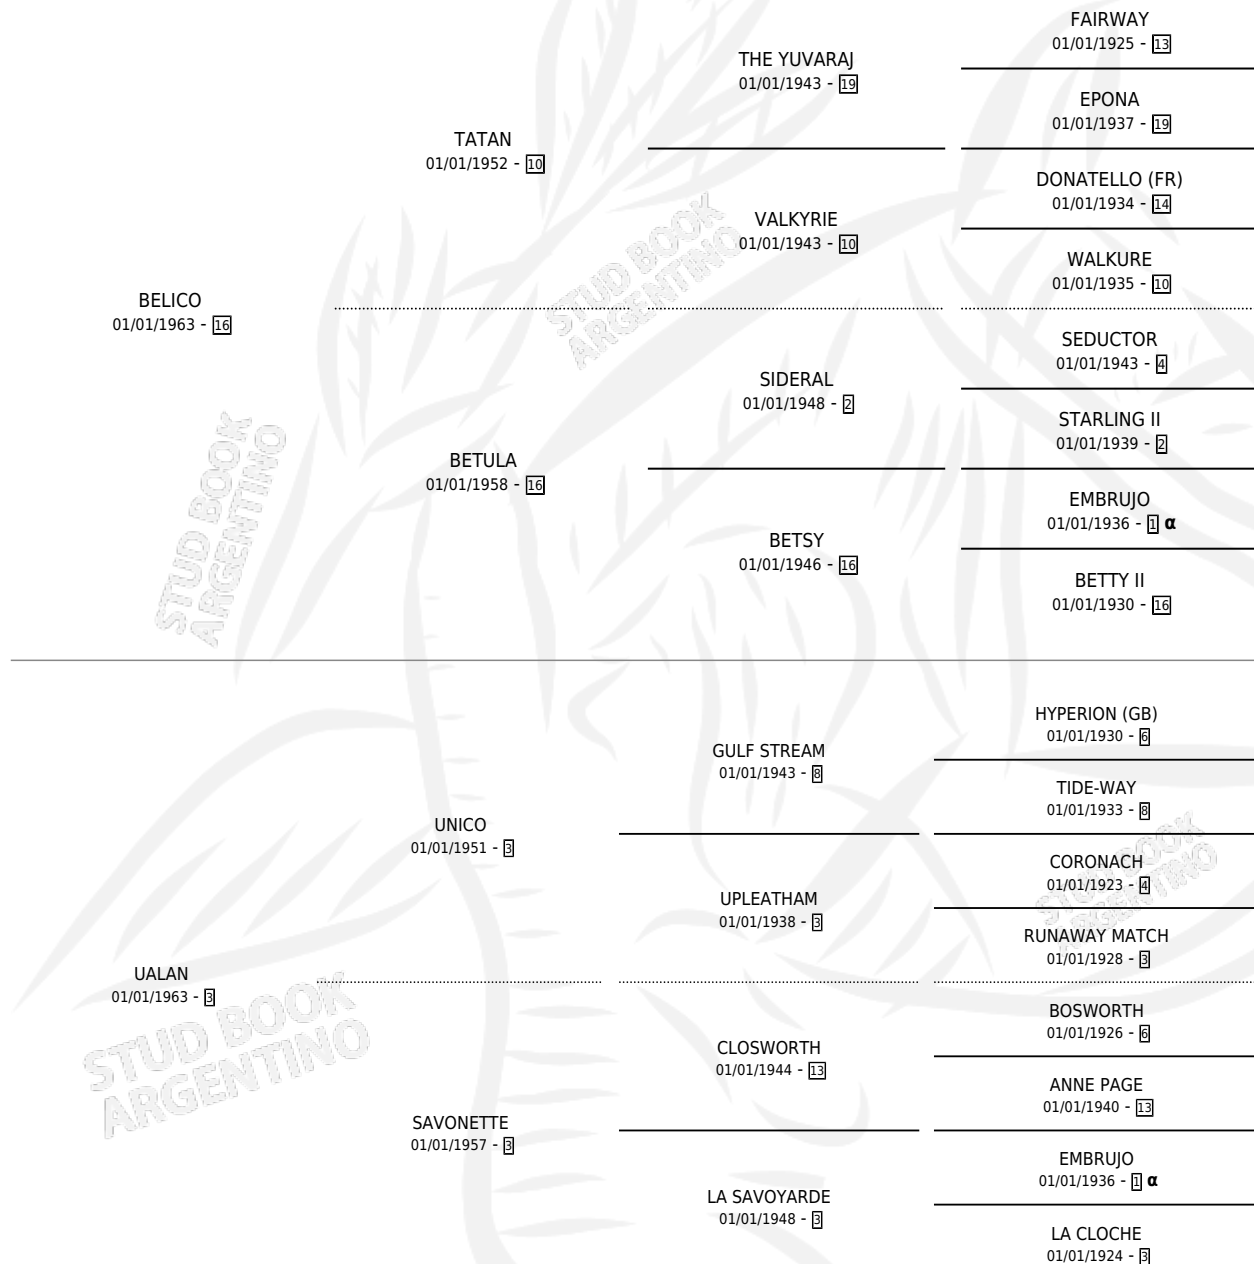 FAIRWAY
01/01/1925 - 13
THE YUVARAJ
01/01/1943 - 19
EPONA
01/01/1937 - 19
TATAN
01/01/1952 - 10
DONATELLO (FR)
01/01/1934 - 14
VALKYRIE
01/01/1943 - 10
WALKURE
01/01/1935 - 10
BELICO
01/01/1963 - 16
SEDUCTOR
01/01/1943 - 4
SIDERAL
01/01/1948 - 2
STARLING II
01/01/1939 - 2
BETULA
01/01/1958 - 16
EMBRUJO
01/01/1936 - 1 α
BETSY
01/01/1946 - 16
BETTY II
01/01/1930 - 16
HYPERION (GB)
01/01/1930 - 6
GULF STREAM
01/01/1943 - 8
TIDE-WAY
01/01/1933 - 8
UNICO
01/01/1951 - 3
CORONACH
01/01/1923 - 4
UPLEATHAM
01/01/1938 - 3
RUNAWAY MATCH
01/01/1928 - 3
UALAN
01/01/1963 - 3
BOSWORTH
01/01/1926 - 6
CLOSWORTH
01/01/1944 - 13
ANNE PAGE
01/01/1940 - 13
SAVONETTE
01/01/1957 - 3
EMBRUJO
01/01/1936 - 1 α
LA SAVOYARDE
01/01/1948 - 3
LA CLOCHE
01/01/1924 - 3
STUD BOOK
ARGENTINO
STUD BOOK
ARGENTINO
STUD BOOK
ARGENTINO
STUD BOOK
ARGENTINO